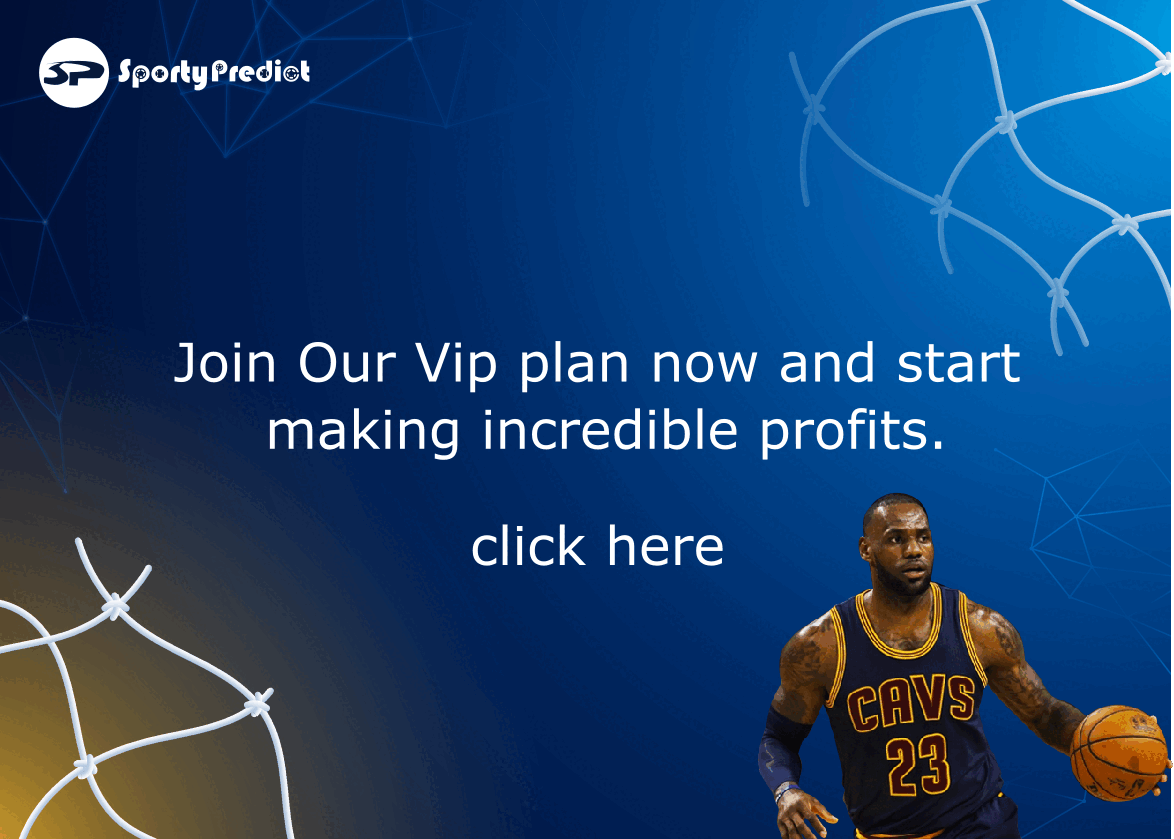 SP SportyPredict
Join Our Vip plan now and start
making incredible profits.
click here
CAVS
23